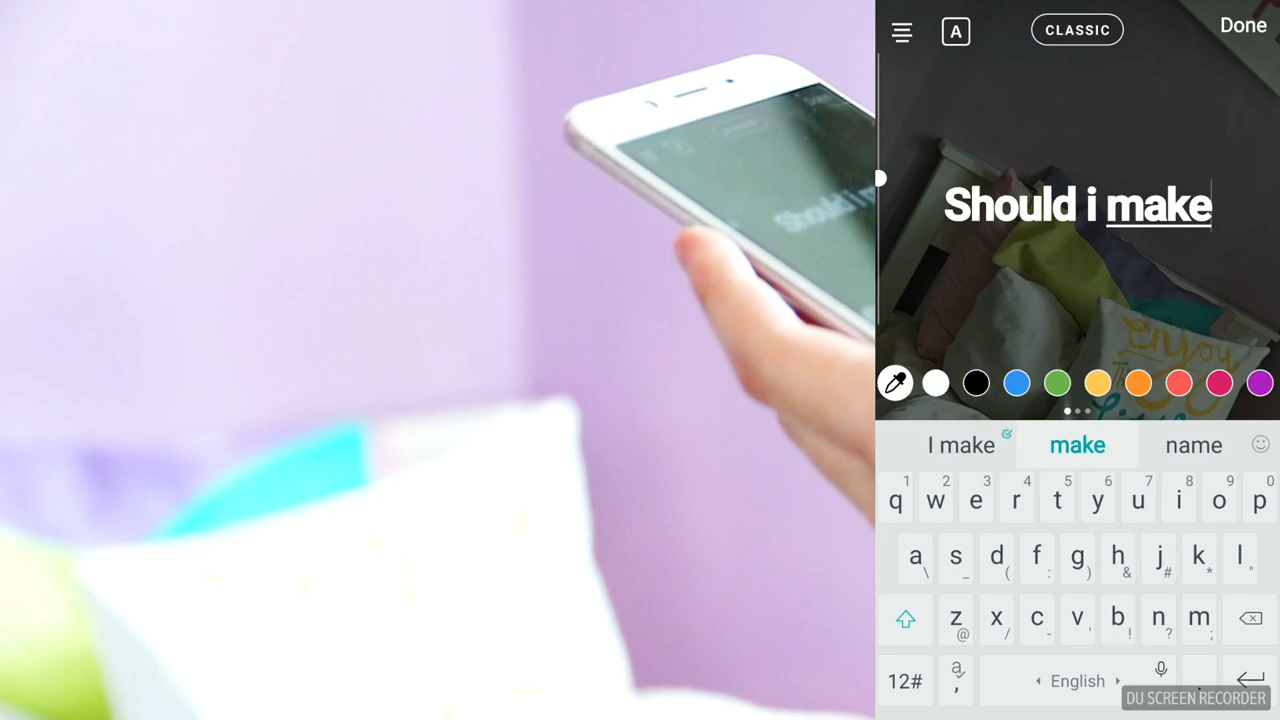 A
CLASSIC
Done
Should i make
enjoy
I make make name
1 2 3 4 5 6 7 8 9 0
q w e r t y u i o p
a s d f g h j k l
\ _ ( : ) & # * "
z x c v b n m
@ / - ' ! ? ;
12# a , English .
DU SCREEN RECORDER